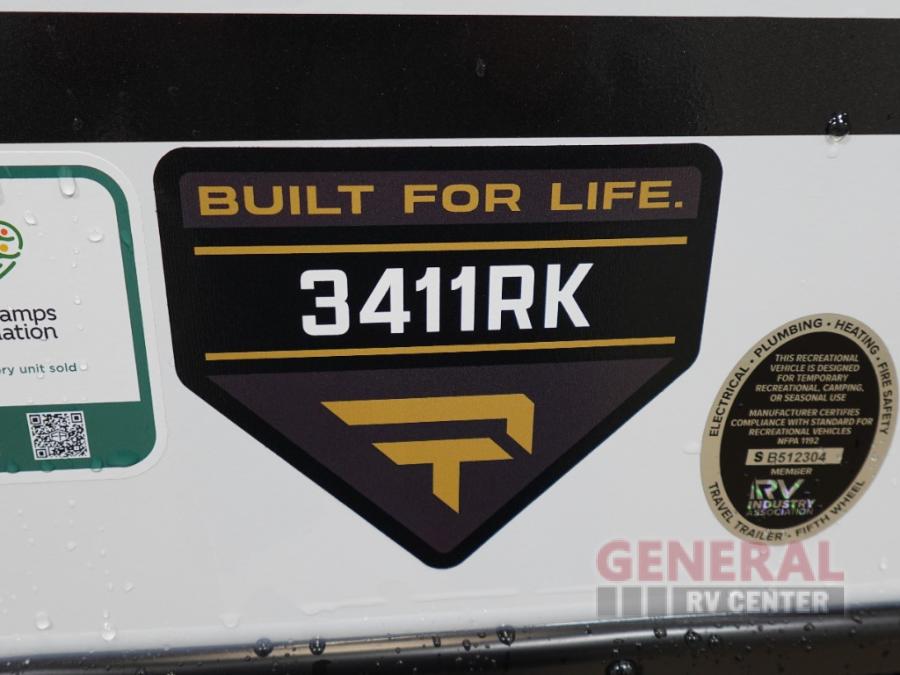 BUILT FOR LIFE.
3411RK
ry unit sold
ELECTRICAL • PLUMBING • HEATING • FIRE SAFETY
THIS RECREATIONAL
VEHICLE IS DESIGNED
FOR TEMPORARY
RECREATIONAL, CAMPING,
OR SEASONAL USE
MANUFACTURER CERTIFIES
COMPLIANCE WITH STANDARD FOR
RECREATIONAL VEHICLES
NFPA 1192
S B512304
MEMBER
RV
INDUSTRY
ASSOCIATION
TRAVEL TRAILER • FIFTH WHEEL
GENERAL
RV CENTER